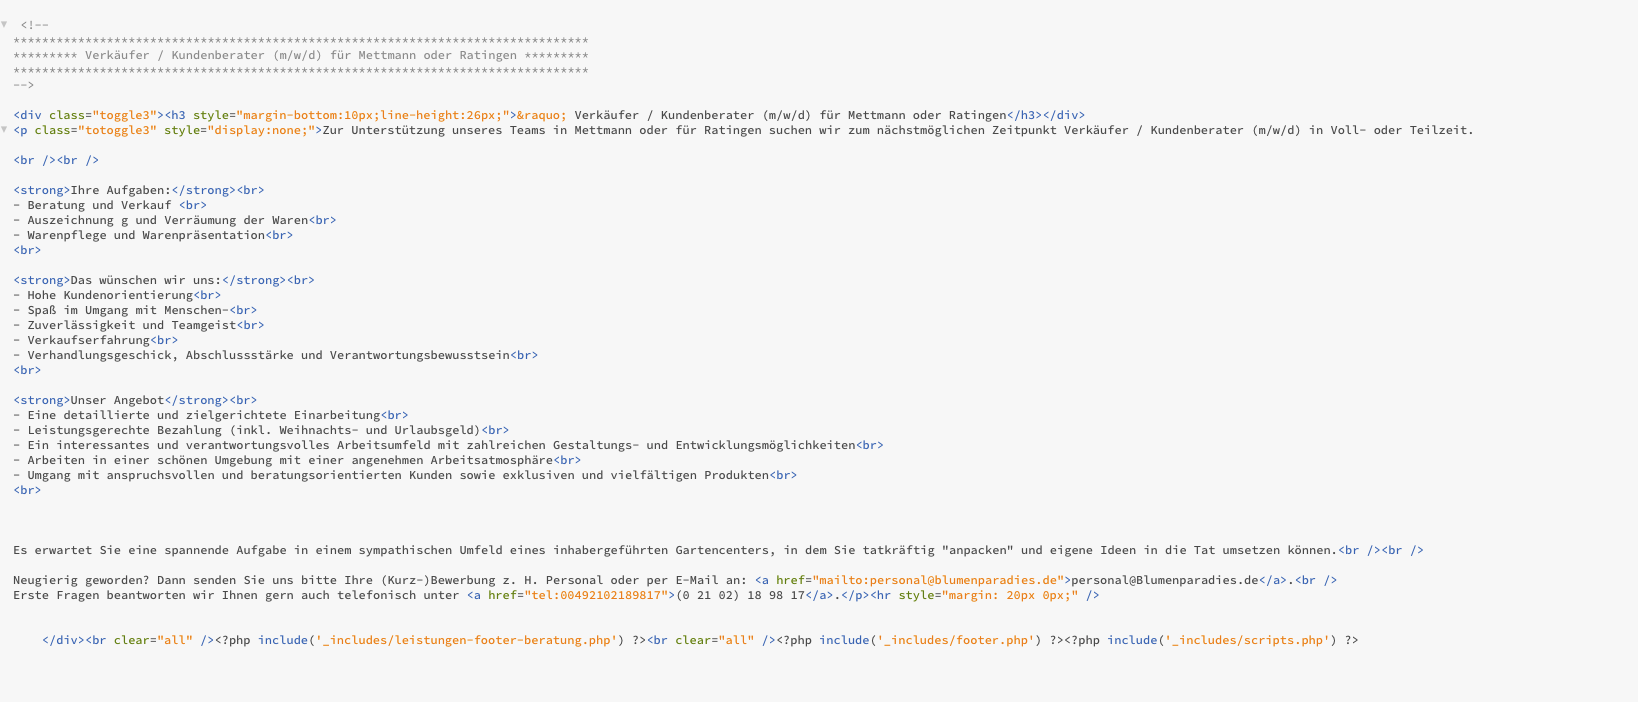 <!--
********************************************************************************
********* Verkäufer / Kundenberater (m/w/d) für Mettmann oder Ratingen *********
********************************************************************************
-->
<div class="toggle3"><h3 style="margin-bottom:10px;line-height:26px;">&raquo; Verkäufer / Kundenberater (m/w/d) für Mettmann oder Ratingen</h3></div>
<p class="totoggle3" style="display:none;">Zur Unterstützung unseres Teams in Mettmann oder für Ratingen suchen wir zum nächstmöglichen Zeitpunkt Verkäufer / Kundenberater (m/w/d) in Voll- oder Teilzeit.
<br /><br />
<strong>Ihre Aufgaben:</strong><br>
- Beratung und Verkauf <br>
- Auszeichnung g und Verräumung der Waren<br>
- Warenpflege und Warenpräsentation<br>
<br>
<strong>Das wünschen wir uns:</strong><br>
- Hohe Kundenorientierung<br>
- Spaß im Umgang mit Menschen-<br>
- Zuverlässigkeit und Teamgeist<br>
- Verkaufserfahrung<br>
- Verhandlungsgeschick, Abschlussstärke und Verantwortungsbewusstsein<br>
<br>
<strong>Unser Angebot</strong><br>
- Eine detaillierte und zielgerichtete Einarbeitung<br>
- Leistungsgerechte Bezahlung (inkl. Weihnachts- und Urlaubsgeld)<br>
- Ein interessantes und verantwortungsvolles Arbeitsumfeld mit zahlreichen Gestaltungs- und Entwicklungsmöglichkeiten<br>
- Arbeiten in einer schönen Umgebung mit einer angenehmen Arbeitsatmosphäre<br>
- Umgang mit anspruchsvollen und beratungsorientierten Kunden sowie exklusiven und vielfältigen Produkten<br>
<br>
Es erwartet Sie eine spannende Aufgabe in einem sympathischen Umfeld eines inhabergeführten Gartencenters, in dem Sie tatkräftig "anpacken" und eigene Ideen in die Tat umsetzen können.<br /><br />
Neugierig geworden? Dann senden Sie uns bitte Ihre (Kurz-)Bewerbung z. H. Personal oder per E-Mail an: <a href="mailto:personal@blumenparadies.de">personal@Blumenparadies.de</a>.<br />
Erste Fragen beantworten wir Ihnen gern auch telefonisch unter <a href="tel:00492102189817">(0 21 02) 18 98 17</a>.</p><hr style="margin: 20px 0px;" />
</div><br clear="all" /><?php include('_includes/leistungen-footer-beratung.php') ?><br clear="all" /><?php include('_includes/footer.php') ?><?php include('_includes/scripts.php') ?>